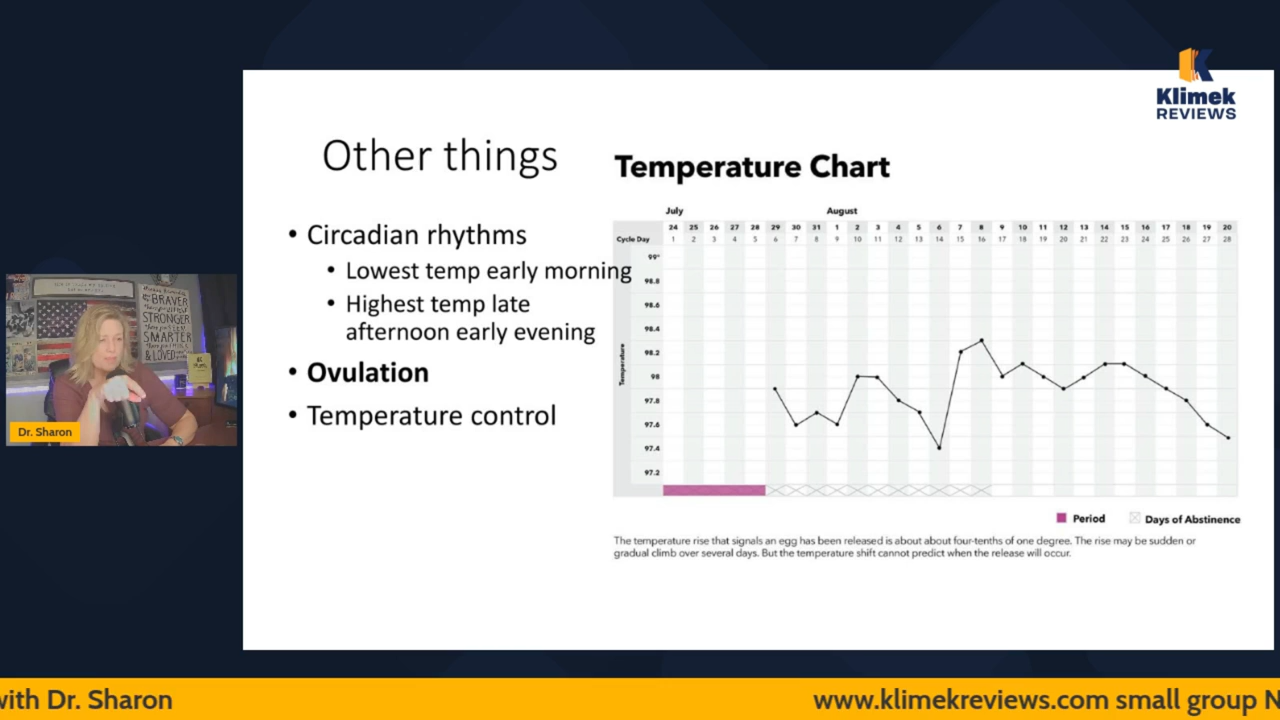 Klimek
REVIEWS
Other things
• Circadian rhythms
• Lowest temp early morning
• Highest temp late
afternoon early evening
• Ovulation
• Temperature control
Temperature Chart
July August
24 25 26 27 28 29 30 31 1 2 3 4 5 6 7 8 9 10 11 12 13 14 15 16 17 18 19 20
Cycle Day 1 2 3 4 5 6 7 8 9 10 11 12 13 14 15 16 17 18 19 20 21 22 23 24 25 26 27 28
99°
98.8
98.6
98.4
98.2
98
97.8
97.6
97.4
97.2
Temperature
Period Days of Abstinence
The temperature rise that signals an egg has been released is about about four-tenths of one degree. The rise may be sudden or
gradual climb over several days. But the temperature shift cannot predict when the release will occur.
BRAVER
STRONGER
SMARTER
& LOVED
Dr. Sharon
with Dr. Sharon
www.klimekreviews.com small group N